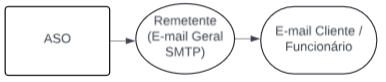 ASO
Remetente
(E-mail Geral
SMTP)
E-mail Cliente /
Funcionário